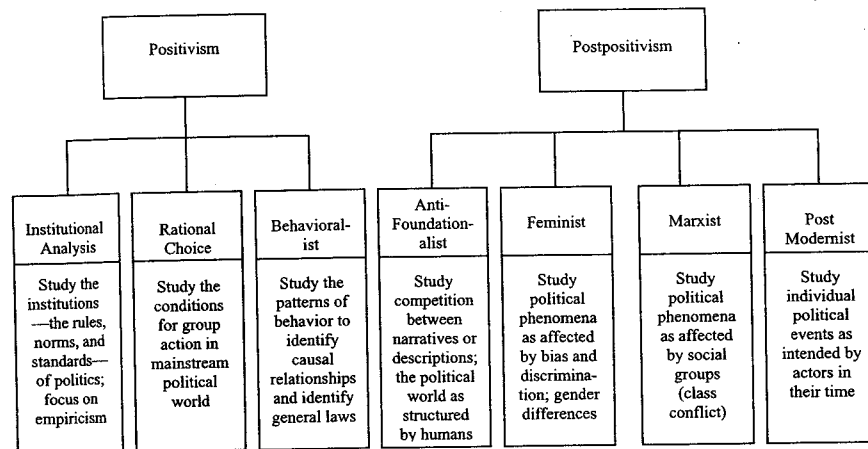 Positivism
Postpositivism
Institutional
Analysis
Study the
institutions
—the rules,
norms, and
standards—
of politics;
focus on
empiricism
Rational
Choice
Study the
conditions
for group
action in
mainstream
political
world
Behavioral-
ist
Study the
patterns of
behavior to
identify
causal
relationships
and identify
general laws
Anti-
Foundation-
alist
Study
competition
between
narratives or
descriptions;
the political
world as
structured
by humans
Feminist
Study
political
phenomena
as affected
by bias and
discrimina-
tion; gender
differences
Marxist
Study
political
phenomena
as affected
by social
groups
(class
conflict)
Post
Modernist
Study
individual
political
events as
intended by
actors in
their time